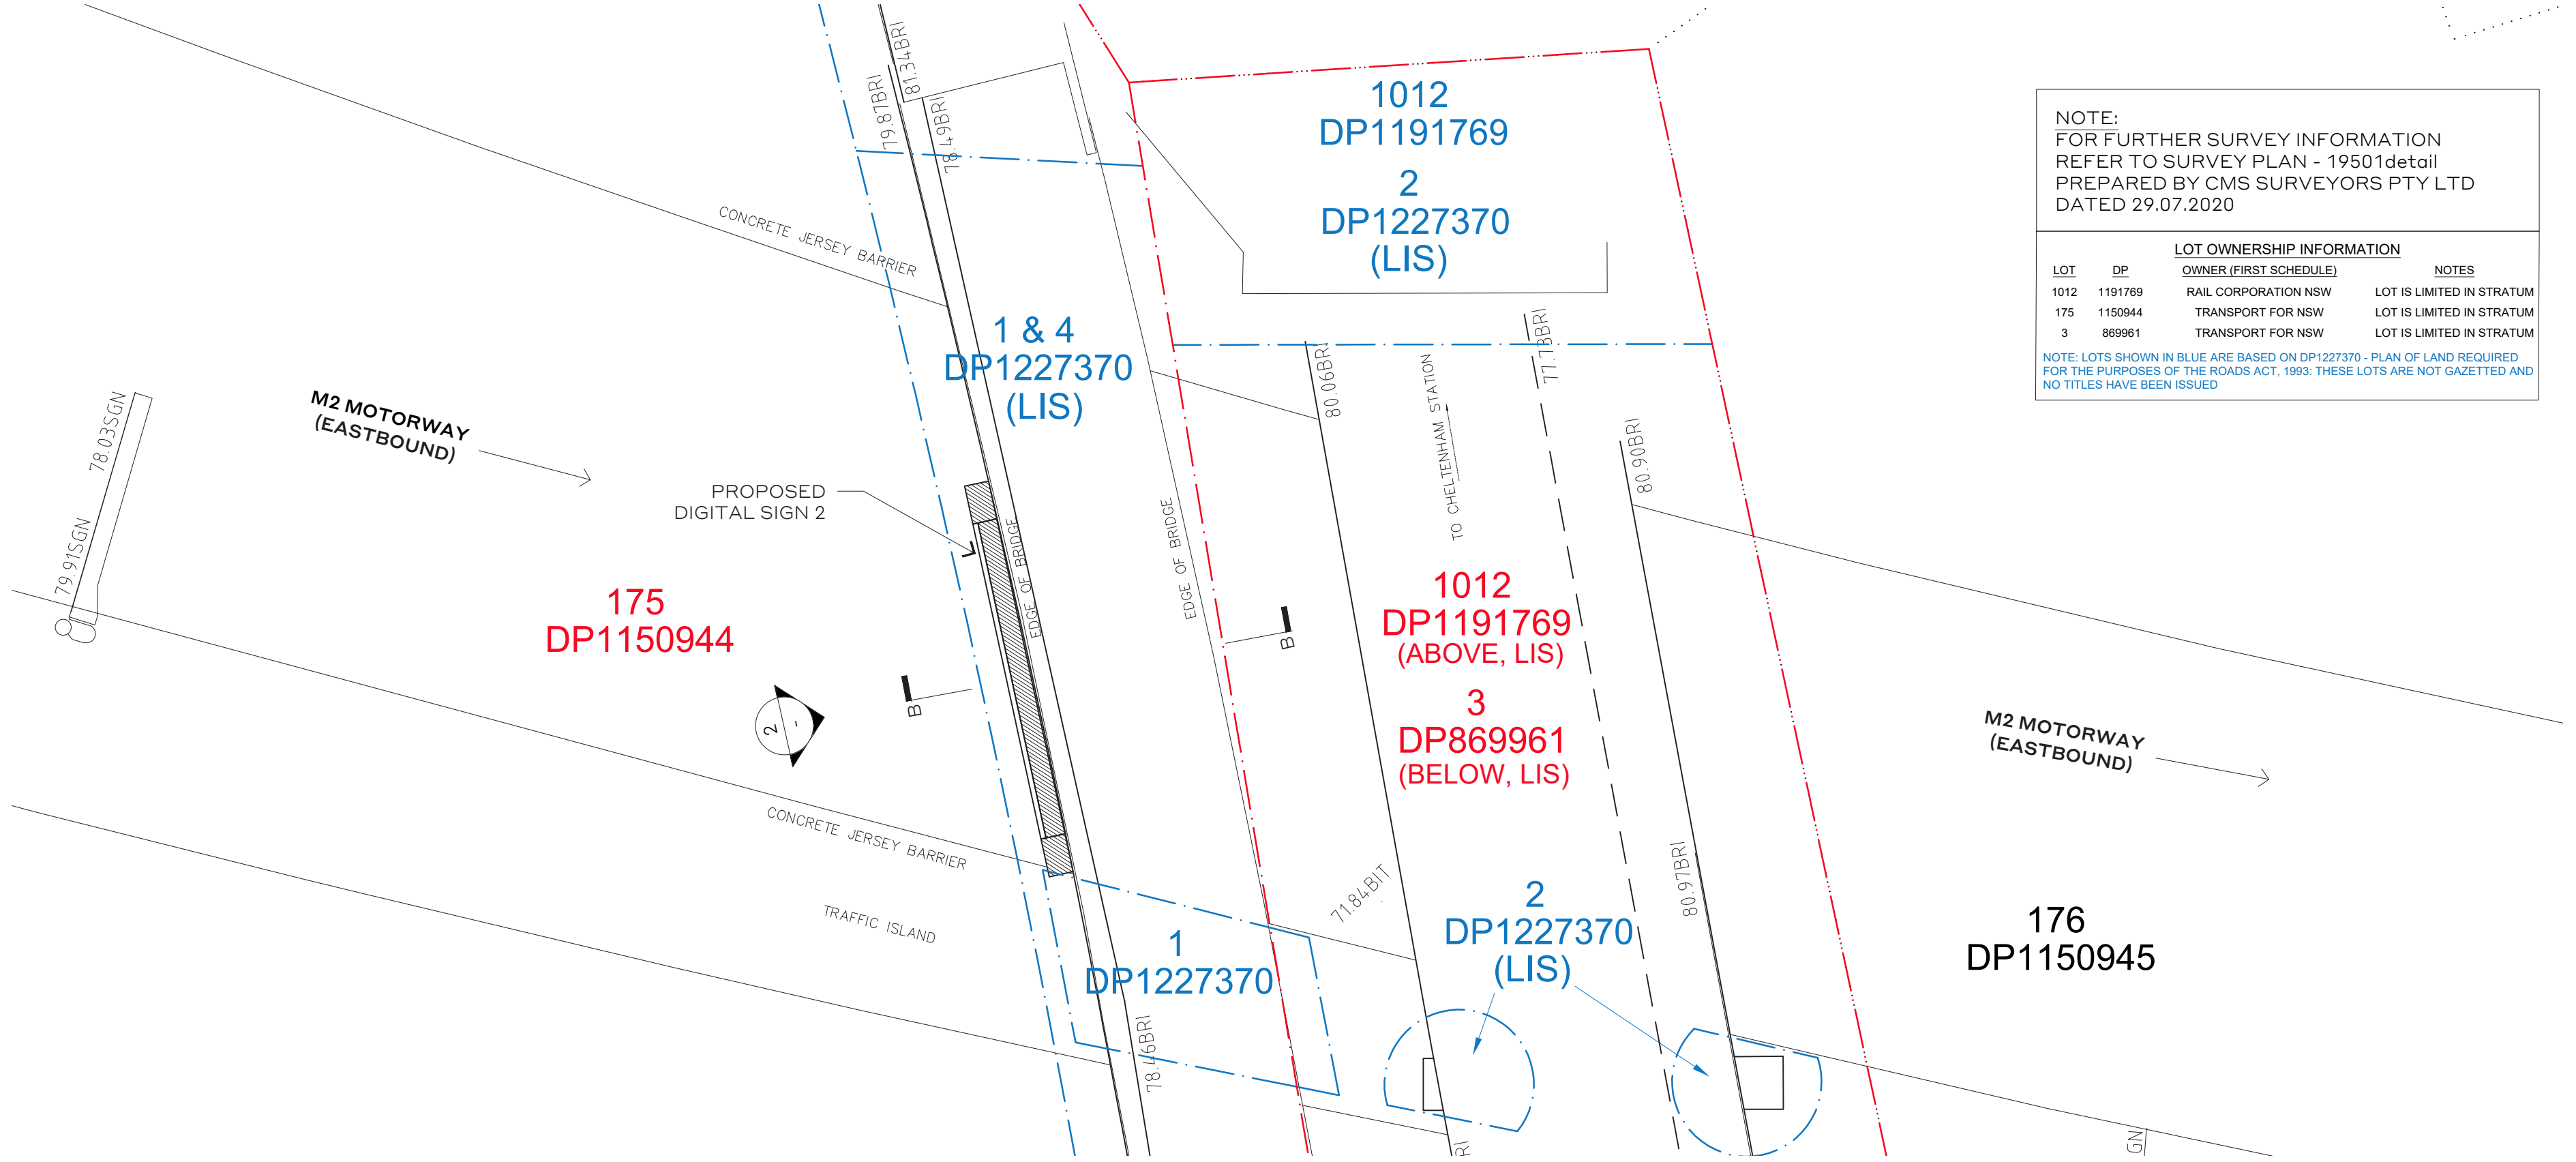 81.34BRI
79.87BRI
78.49BRI
1012
DP1191769
2
DP1227370
(LIS)
NOTE:
FOR FURTHER SURVEY INFORMATION
REFER TO SURVEY PLAN - 19501detail
PREPARED BY CMS SURVEYORS PTY LTD
DATED 29.07.2020
LOT OWNERSHIP INFORMATION
LOT DP OWNER (FIRST SCHEDULE) NOTES
1012 1191769 RAIL CORPORATION NSW LOT IS LIMITED IN STRATUM
175 1150944 TRANSPORT FOR NSW LOT IS LIMITED IN STRATUM
3 869961 TRANSPORT FOR NSW LOT IS LIMITED IN STRATUM
NOTE: LOTS SHOWN IN BLUE ARE BASED ON DP1227370 - PLAN OF LAND REQUIRED
FOR THE PURPOSES OF THE ROADS ACT, 1993: THESE LOTS ARE NOT GAZETTED AND
NO TITLES HAVE BEEN ISSUED
CONCRETE JERSEY BARRIER
1 & 4
DP1227370
(LIS)
80.06BRI
77.73BRI
TO CHELTENHAM STATION
80.90BRI
78.03SGN
79.91SGN
M2 MOTORWAY
(EASTBOUND)
PROPOSED
DIGITAL SIGN 2
EDGE OF BRIDGE
EDGE OF BRIDGE
175
DP1150944
1012
DP1191769
(ABOVE, LIS)
3
DP869961
(BELOW, LIS)
B
B
2
-
M2 MOTORWAY
(EASTBOUND)
CONCRETE JERSEY BARRIER
TRAFFIC ISLAND
71.84BIT
80.97BRI
1
DP1227370
2
DP1227370
(LIS)
176
DP1150945
78.46BRI
RI
GN